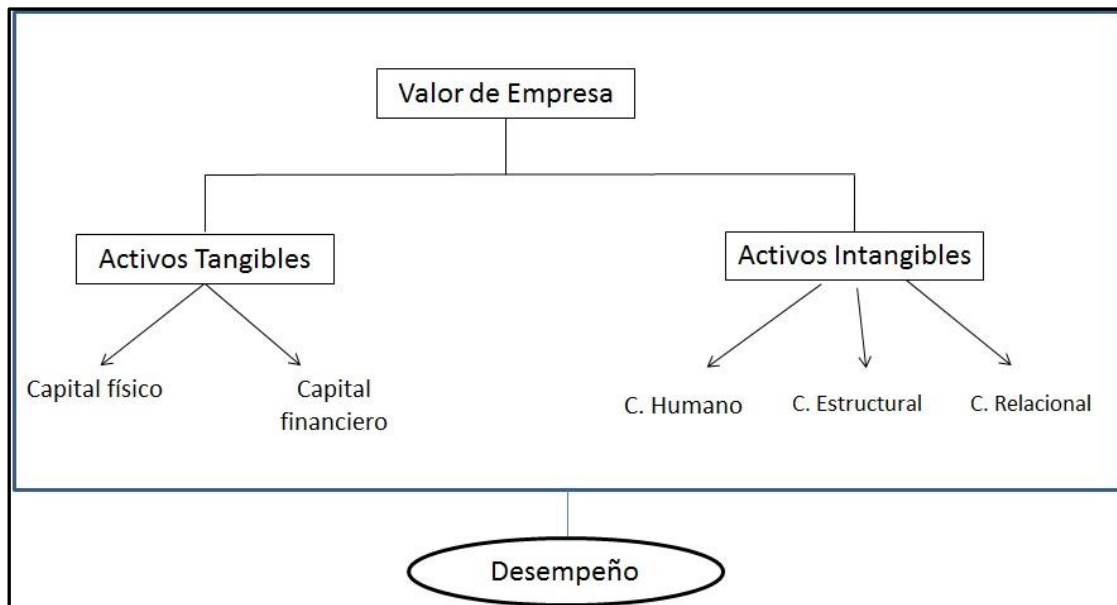 Valor de Empresa
Activos Tangibles
Activos Intangibles
Capital físico
Capital
financiero
C. Humano
C. Estructural
C. Relacional
Desempeño